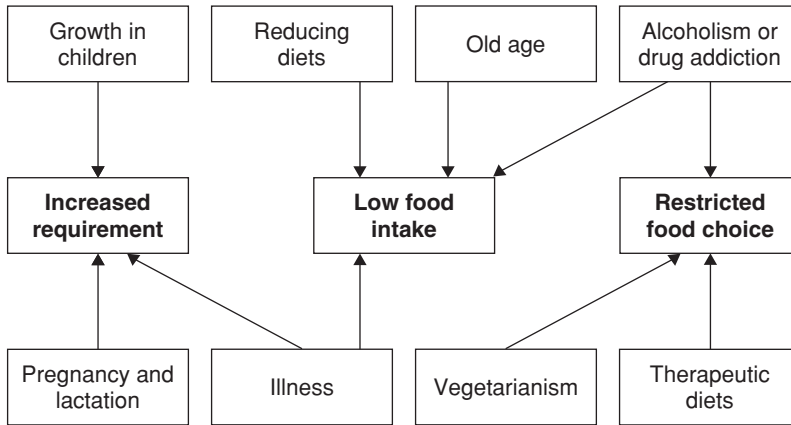 Growth in
children
Reducing
diets
Old age
Alcoholism or
drug addiction
Increased
requirement
Low food
intake
Restricted
food choice
Pregnancy and
lactation
Illness
Vegetarianism
Therapeutic
diets